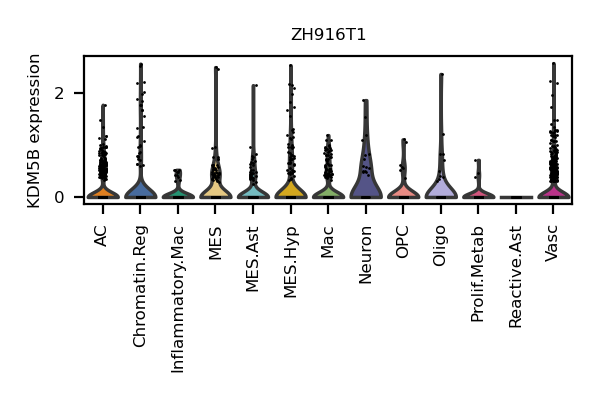 ZH916T1
KDM5B expression
2
0
AC
Chromatin.Reg
Inflammatory.Mac
MES
MES.Ast
MES.Hyp
Mac
Neuron
OPC
Oligo
Prolif.Metab
Reactive.Ast
Vasc